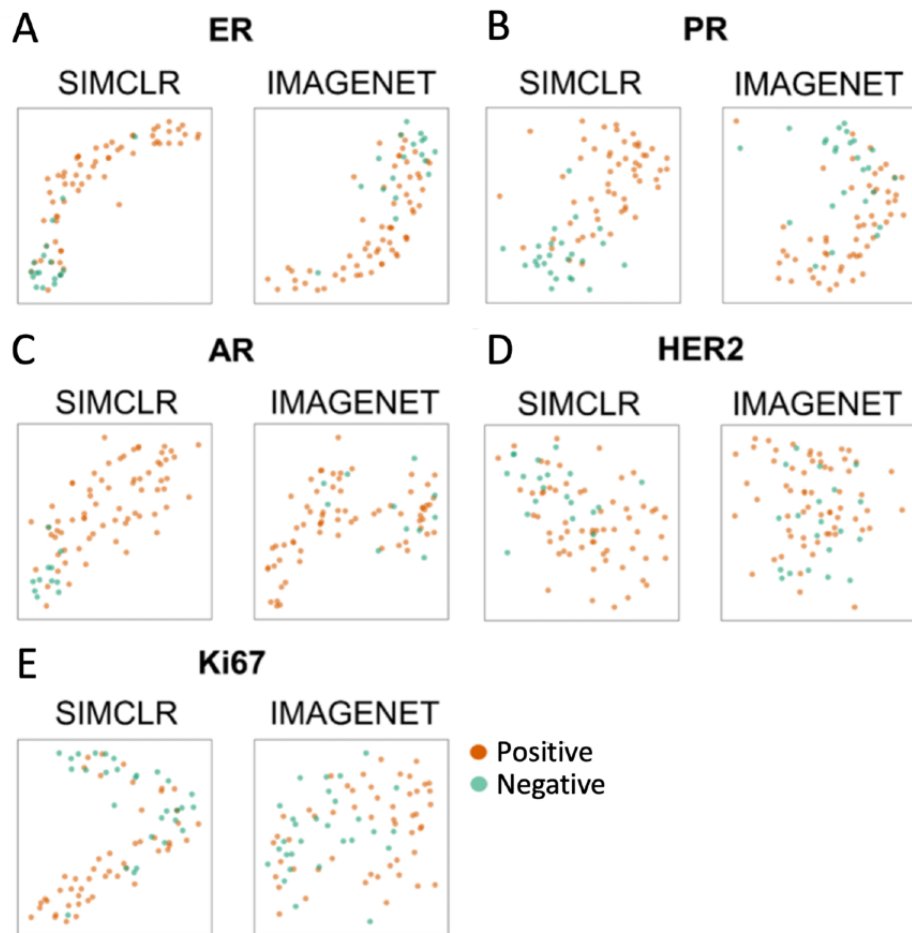 A ER
SIMCLR IMAGENET
B PR
SIMCLR IMAGENET
C AR
SIMCLR IMAGENET
D HER2
SIMCLR IMAGENET
E Ki67
SIMCLR IMAGENET
Positive
Negative